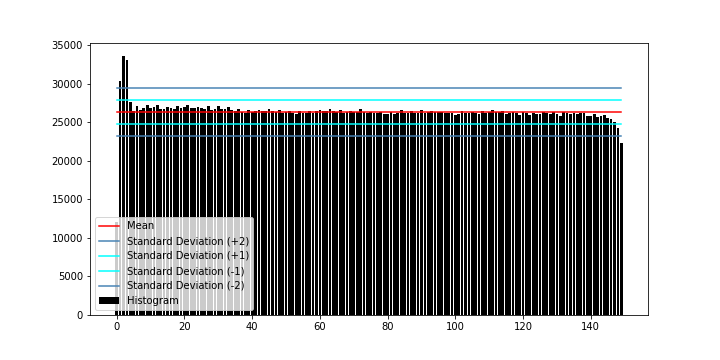 35000
30000
25000
20000
15000
10000
5000
0
Mean
Standard Deviation (+2)
Standard Deviation (+1)
Standard Deviation (-1)
Standard Deviation (-2)
Histogram
0 20 40 60 80 100 120 140